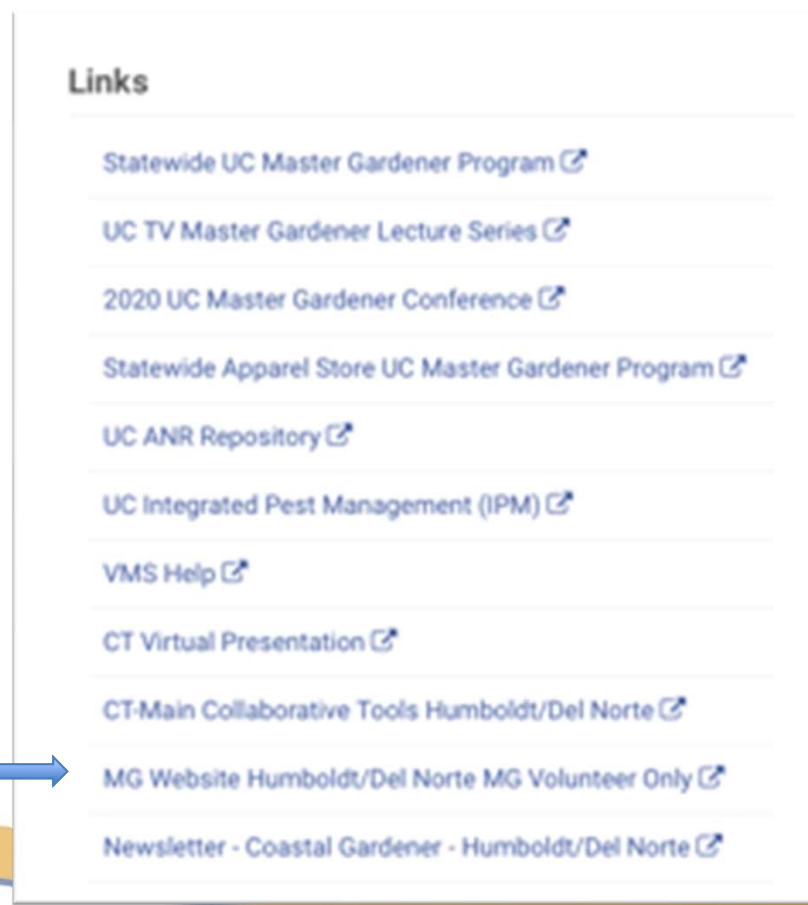 Links
Statewide UC Master Gardener Program
UC TV Master Gardener Lecture Series
2020 UC Master Gardener Conference
Statewide Apparel Store UC Master Gardener Program
UC ANR Repository
UC Integrated Pest Management (IPM)
VMS Help
CT Virtual Presentation
CT-Main Collaborative Tools Humboldt/Del Norte
MG Website Humboldt/Del Norte MG Volunteer Only
Newsletter - Coastal Gardener - Humboldt/Del Norte